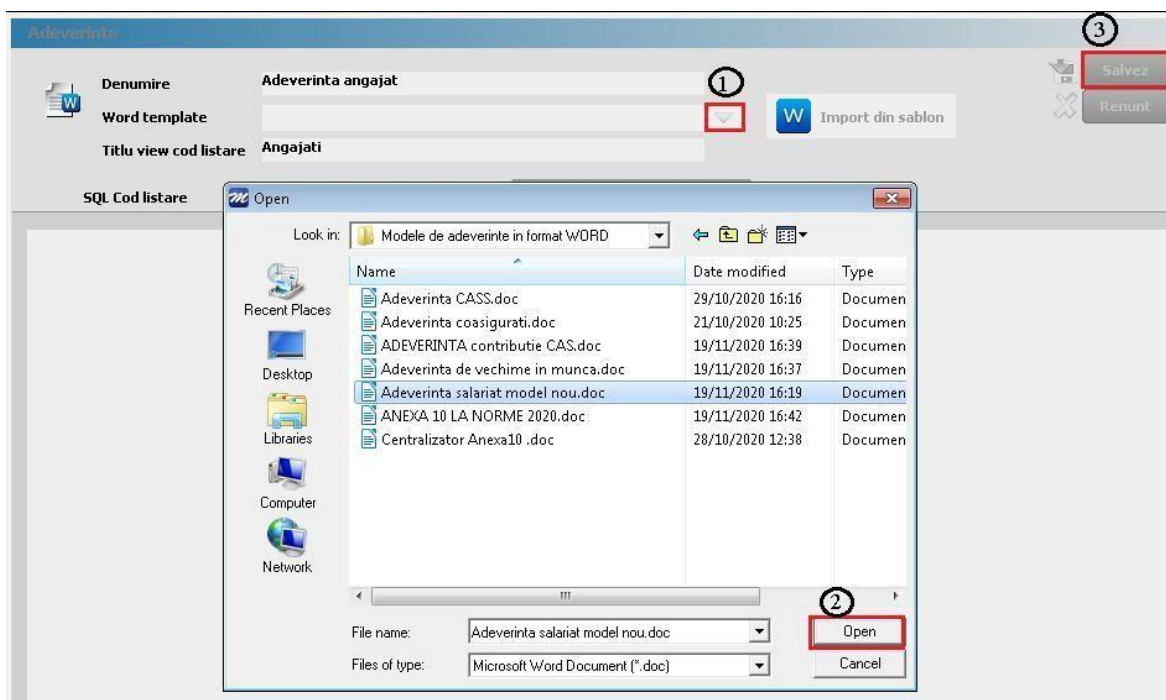 Adeverinte
3
Denumire Adeverinta angajat Salvez
1
Word template W Import din sablon Renunt
Titlu view cod listare Angajati
SQL Cod listare
Open
Look in: Modele de adeverinte in format WORD
Name Date modified Type
Recent Places
Desktop
Libraries
Computer
Network
Adeverinta CASS.doc 29/10/2020 16:16 Documen
Adeverinta coasigurati.doc 21/10/2020 10:25 Documen
ADEVERINTA contributie CAS.doc 19/11/2020 16:39 Documen
Adeverinta de vechime in munca.doc 19/11/2020 16:37 Documen
Adeverinta salariat model nou.doc 19/11/2020 16:19 Documen
ANEXA 10 LA NORME 2020.doc 19/11/2020 16:42 Documen
Centralizator Anexa10 .doc 28/10/2020 12:38 Documen
2
File name: Adeverinta salariat model nou.doc Open
Files of type: Microsoft Word Document (*.doc) Cancel